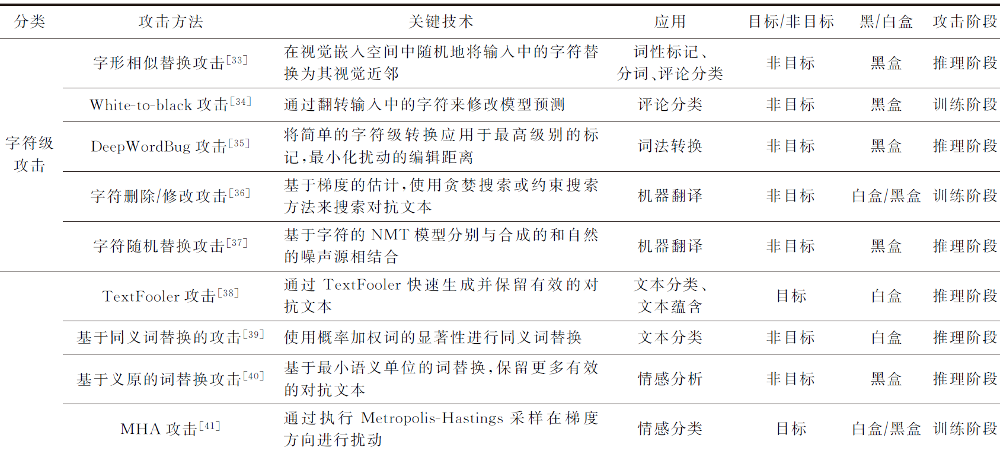 分类 攻击方法 关键技术 应用 目标/非目标 黑/白盒 攻击阶段
字符级
攻击
字形相似替换攻击[33]
在视觉嵌入空间中随机地将输入中的字符替
换为其视觉近邻
词性标记、
分词、评论分类
非目标 黑盒 推理阶段
White-to-black 攻击[34] 通过翻转输入中的字符来修改模型预测 评论分类 非目标 黑盒 训练阶段
DeepWordBug 攻击[35]
将简单的字符级转换应用于最高级别的标
记,最小化扰动的编辑距离
词法转换 非目标 黑盒 推理阶段
字符删除/修改攻击[36]
基于梯度的估计,使用贪婪搜索或约束搜索
方法来搜索对抗文本
机器翻译 非目标 白盒/黑盒 训练阶段
字符随机替换攻击[37]
基于字符的 NMT 模型分别与合成的和自然
的噪声源相结合
机器翻译 非目标 黑盒 推理阶段
TextFooler 攻击[38]
通过 TextFooler 快速生成并保留有效的对
抗文本
文本分类、
文本蕴含
目标 白盒 推理阶段
基于同义词替换的攻击[39] 使用概率加权词的显著性进行同义词替换 文本分类 非目标 白盒 推理阶段
基于义原的词替换攻击[40]
基于最小语义单位的词替换,保留更多有效
的对抗文本
情感分析 非目标 黑盒 推理阶段
MHA 攻击[41]
通过执行 Metropolis-Hastings 采样在梯度
方向进行扰动
情感分类 目标 白盒/黑盒 训练阶段